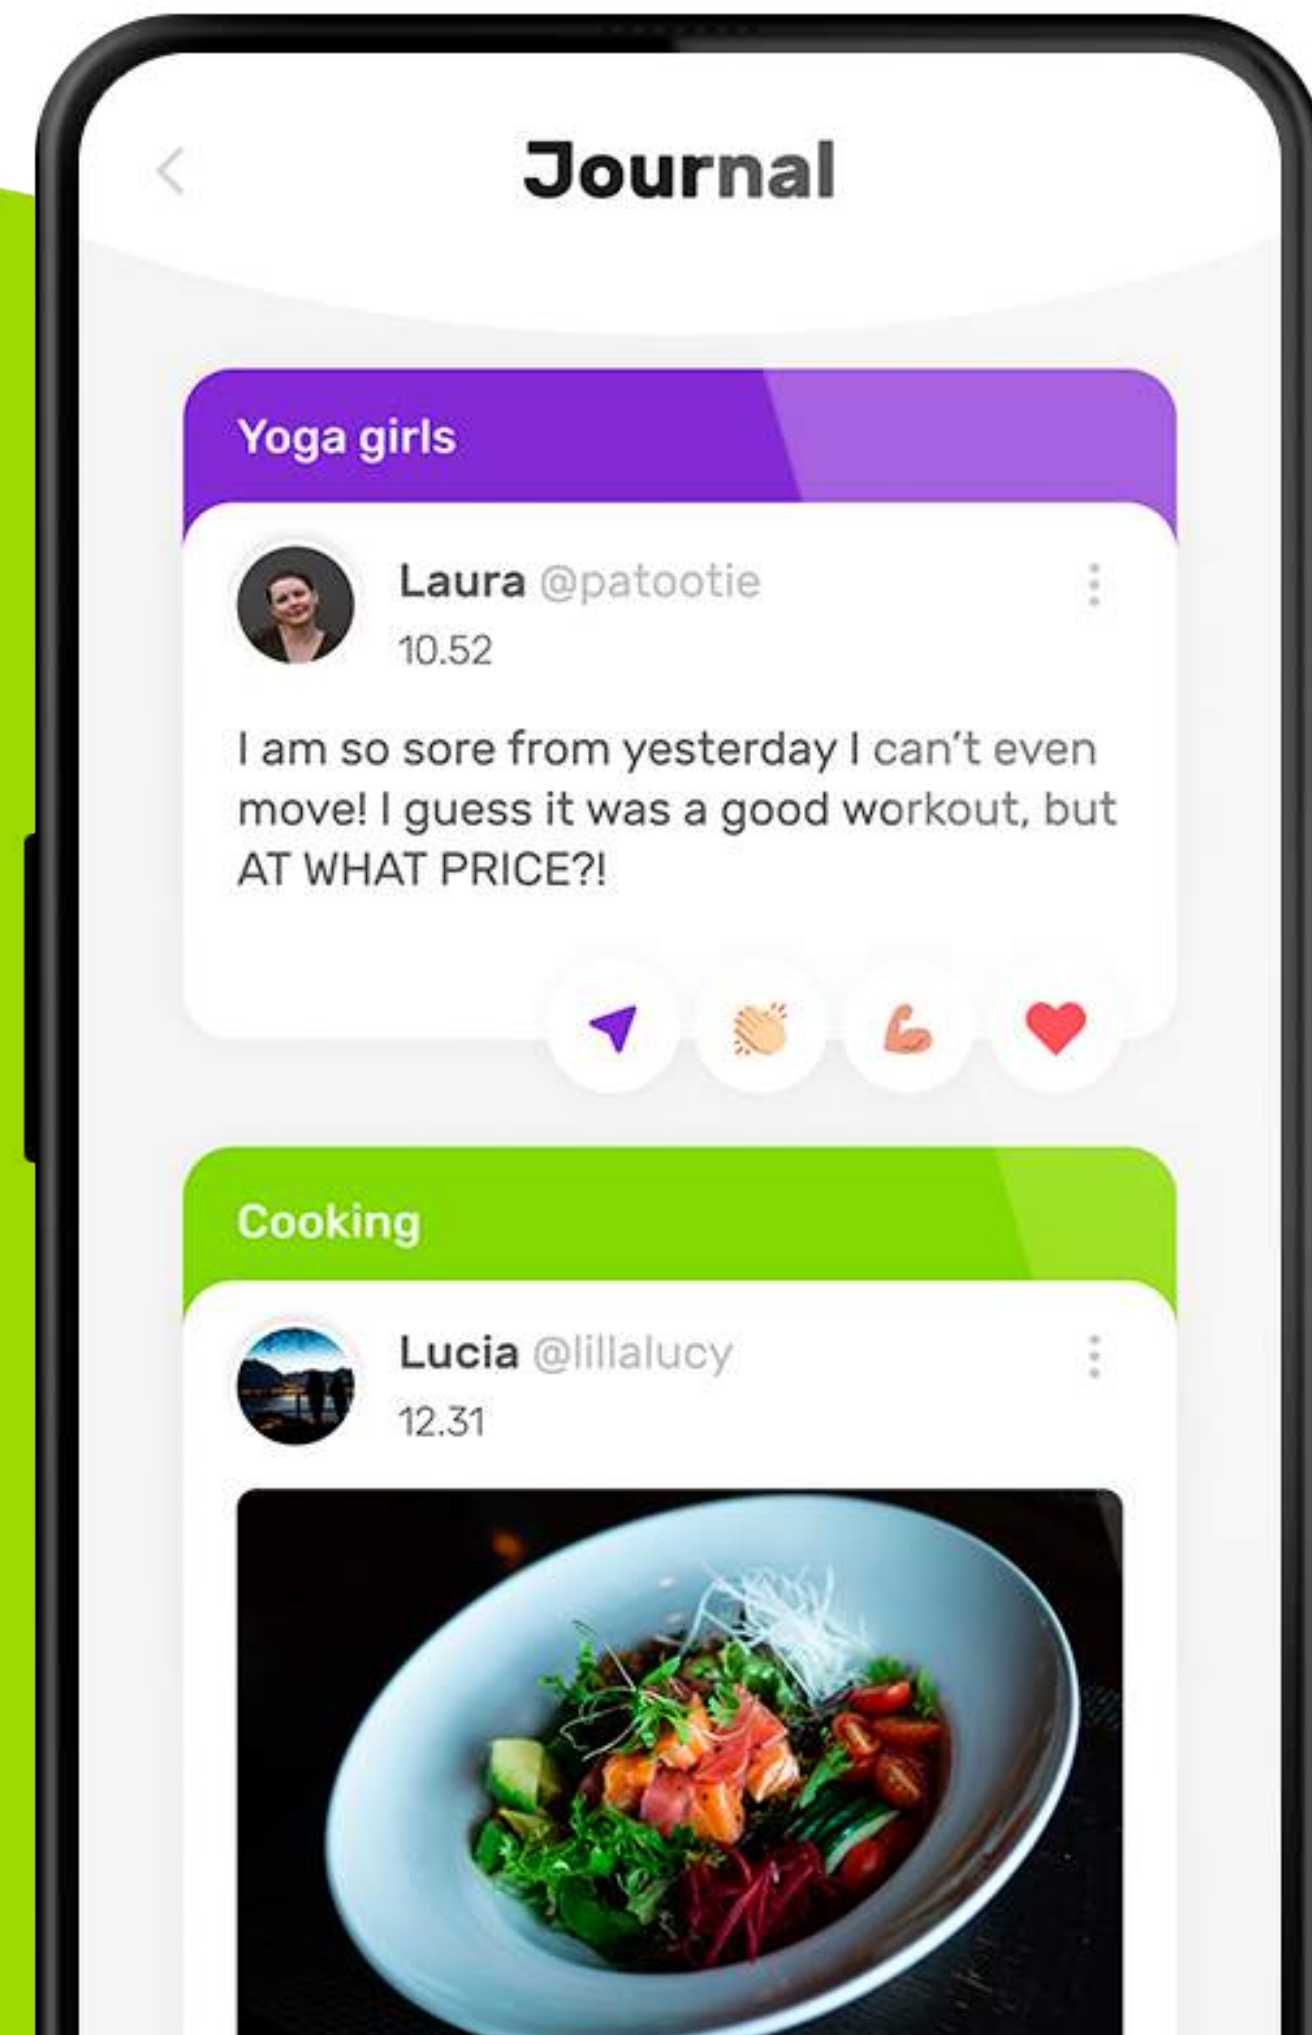 Journal
Yoga girls
Laura @patootie
10.52
I am so sore from yesterday I can't even
move! I guess it was a good workout, but
AT WHAT PRICE?!
Cooking
Lucia @lillalucy
12.31